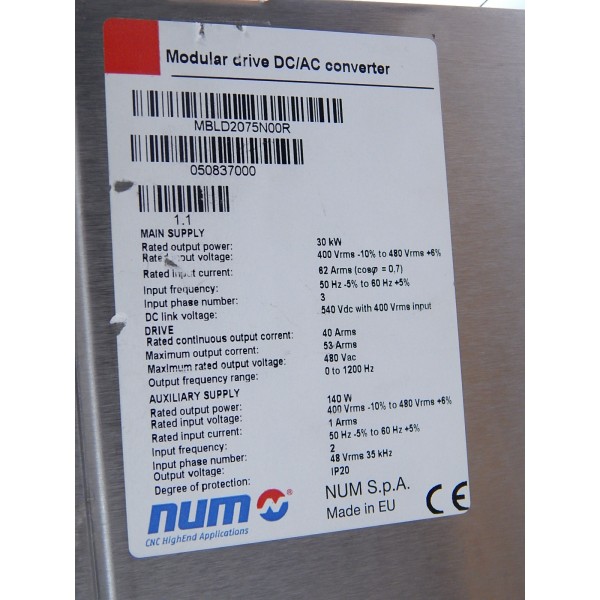 Modular drive DC/AC converter
MBLD2075N00R
050837000
1.1
MAIN SUPPLY
Rated output power: 30 kW
Rated input voltage: 400 Vrms -10% to 480 Vrms +6%
Rated input current: 62 Arms (cosφ = 0,7)
Input frequency: 50 Hz -5% to 60 Hz +5%
Input phase number: 3
DC link voltage: 540 Vdc with 400 Vrms input
DRIVE
Rated continuous output current: 40 Arms
Maximum output current: 53 Arms
Maximum rated output voltage: 480 Vac
Output frequency range: 0 to 1200 Hz
AUXILIARY SUPPLY
Rated output power: 140 W
Rated input voltage: 400 Vrms -10% to 480 Vrms +6%
Rated input current: 1 Arms
Input frequency: 50 Hz -5% to 60 Hz +5%
Input phase number: 2
Output voltage: 48 Vrms 35 kHz
Degree of protection: IP20
num ®
CNC HighEnd Applications
NUM S.p.A.
Made in EU
CE